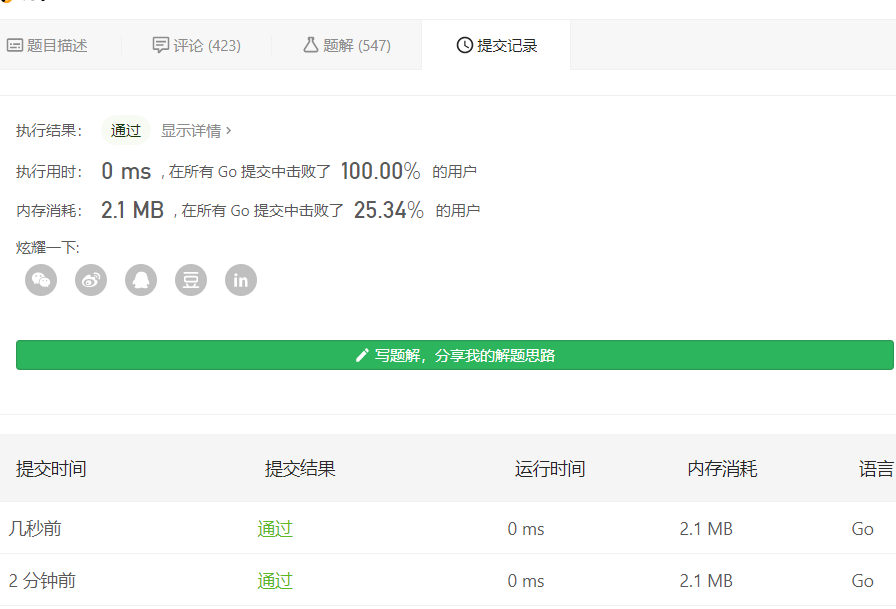 题目描述 评论 (423) 题解 (547) 提交记录
执行结果： 通过 显示详情 ›
执行用时： 0 ms , 在所有 Go 提交中击败了 100.00% 的用户
内存消耗： 2.1 MB , 在所有 Go 提交中击败了 25.34% 的用户
炫耀一下:
豆 in
写题解，分享我的解题思路
提交时间 提交结果 运行时间 内存消耗 语言
几秒前 通过 0 ms 2.1 MB Go
2 分钟前 通过 0 ms 2.1 MB Go